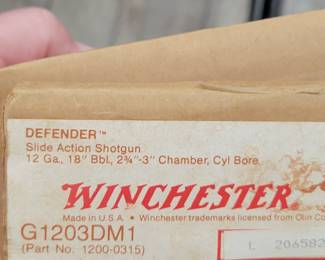 DEFENDER™
Slide Action Shotgun
12 Ga., 18" Bbl., 2¾"-3" Chamber, Cyl Bore
WINCHESTER
Made in U.S.A. • Winchester trademarks licensed from Olin Co
G1203DM1
(Part No. 1200-0315)
L 206582